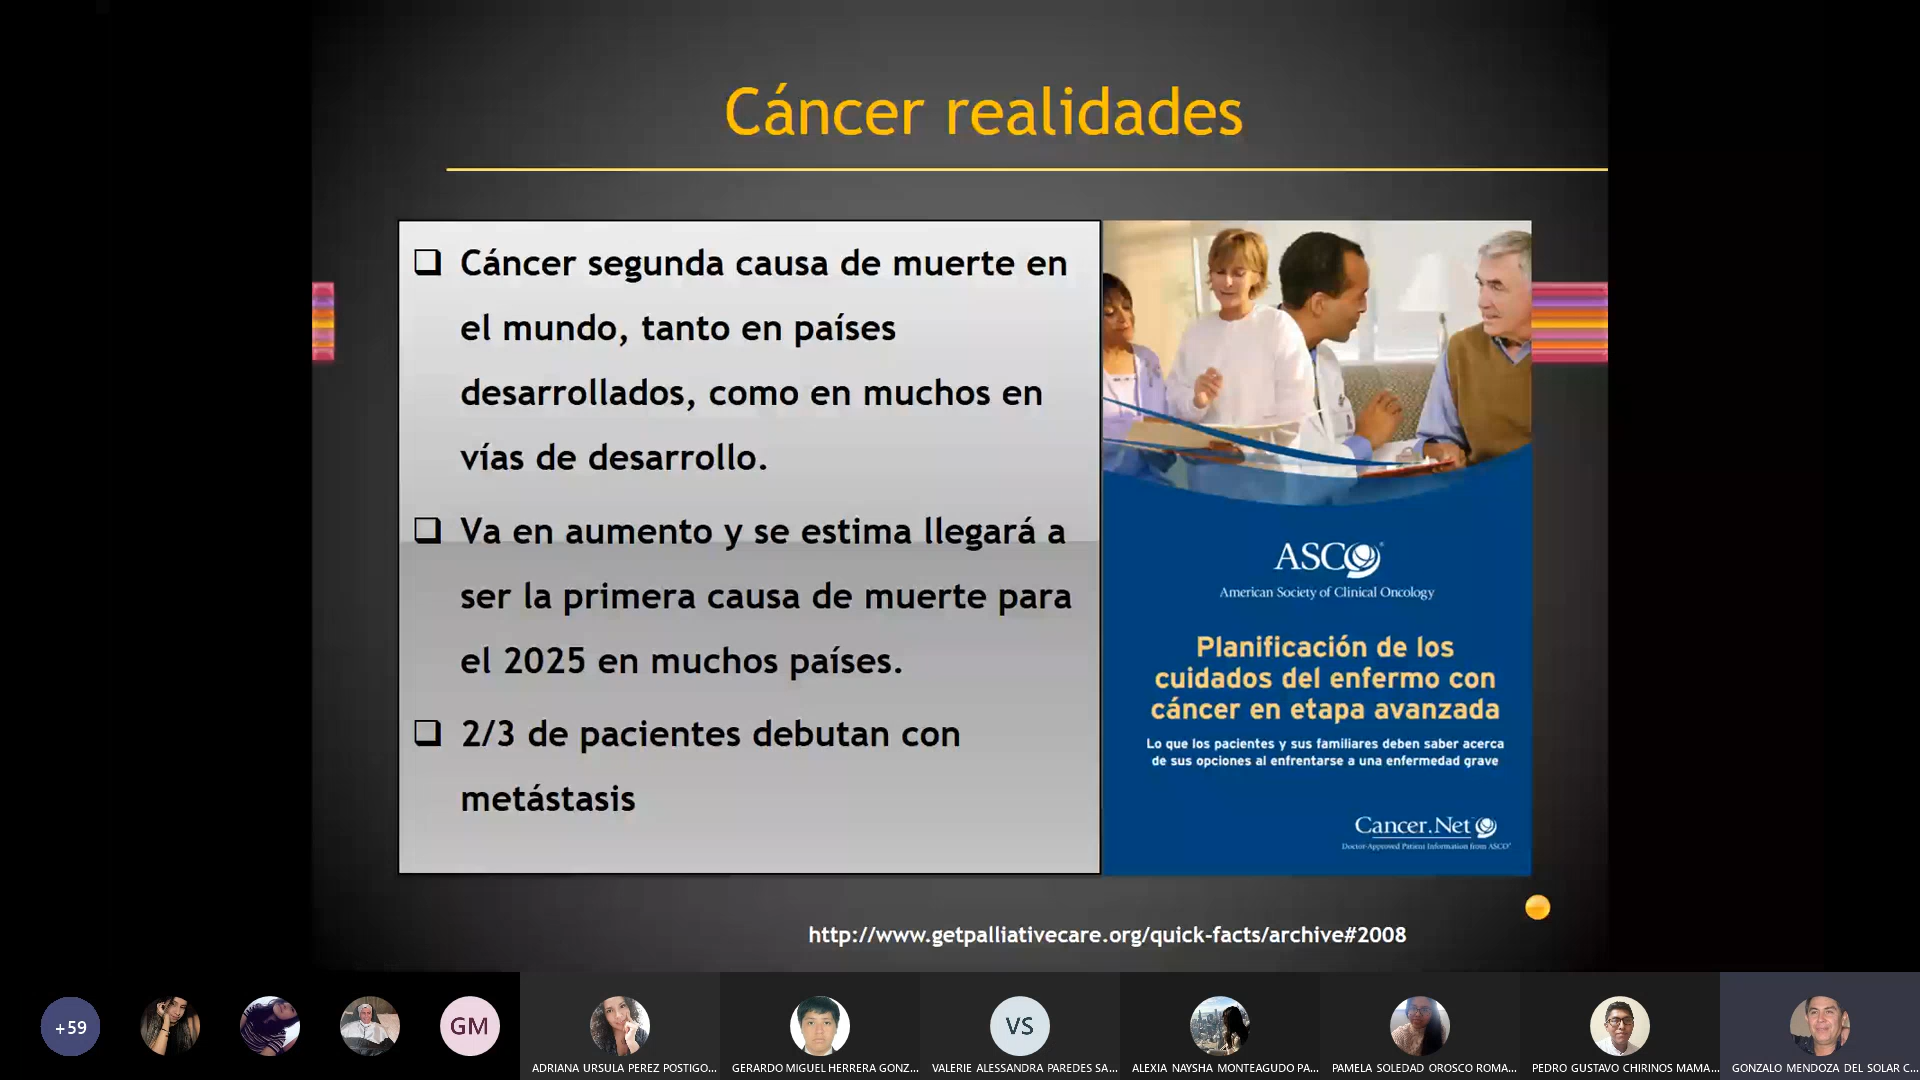 Cáncer realidades
❑ Cáncer segunda causa de muerte en
el mundo, tanto en países
desarrollados, como en muchos en
vías de desarrollo.
❑ Va en aumento y se estima llegará a
ser la primera causa de muerte para
el 2025 en muchos países.
❑ 2/3 de pacientes debutan con
metástasis
ASCO
American Society of Clinical Oncology
Planificación de los
cuidados del enfermo con
cáncer en etapa avanzada
Lo que los pacientes y sus familiares deben saber acerca
de sus opciones al enfrentarse a una enfermedad grave
Cancer.Net
Doctor-Approved Patient Information from ASCO®
http://www.getpalliativecare.org/quick-facts/archive#2008
+59
GM
VS
ADRIANA URSULA PEREZ POSTIGO...
GERARDO MIGUEL HERRERA GONZ...
VALERIE ALESSANDRA PAREDES SA...
ALEXIA NAYSHA MONTEAGUDO PA...
PAMELA SOLEDAD OROSCO ROMA...
PEDRO GUSTAVO CHIRINOS MAMA...
GONZALO MENDOZA DEL SOLAR C...